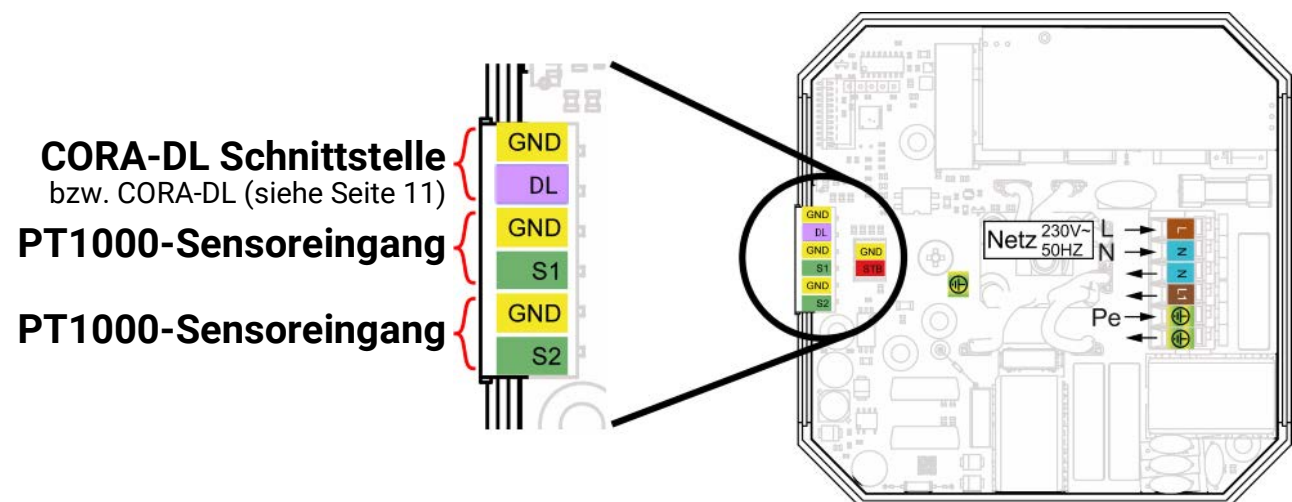 CORA-DL Schnittstelle
bzw. CORA-DL (siehe Seite 11)
PT1000-Sensoreingang
PT1000-Sensoreingang
GND
DL
GND
S1
GND
S2
GND
DL
GND
S1
GND
S2
GND
STB
Netz 230V~
50HZ
L
N
Pe
L
N
N
L1